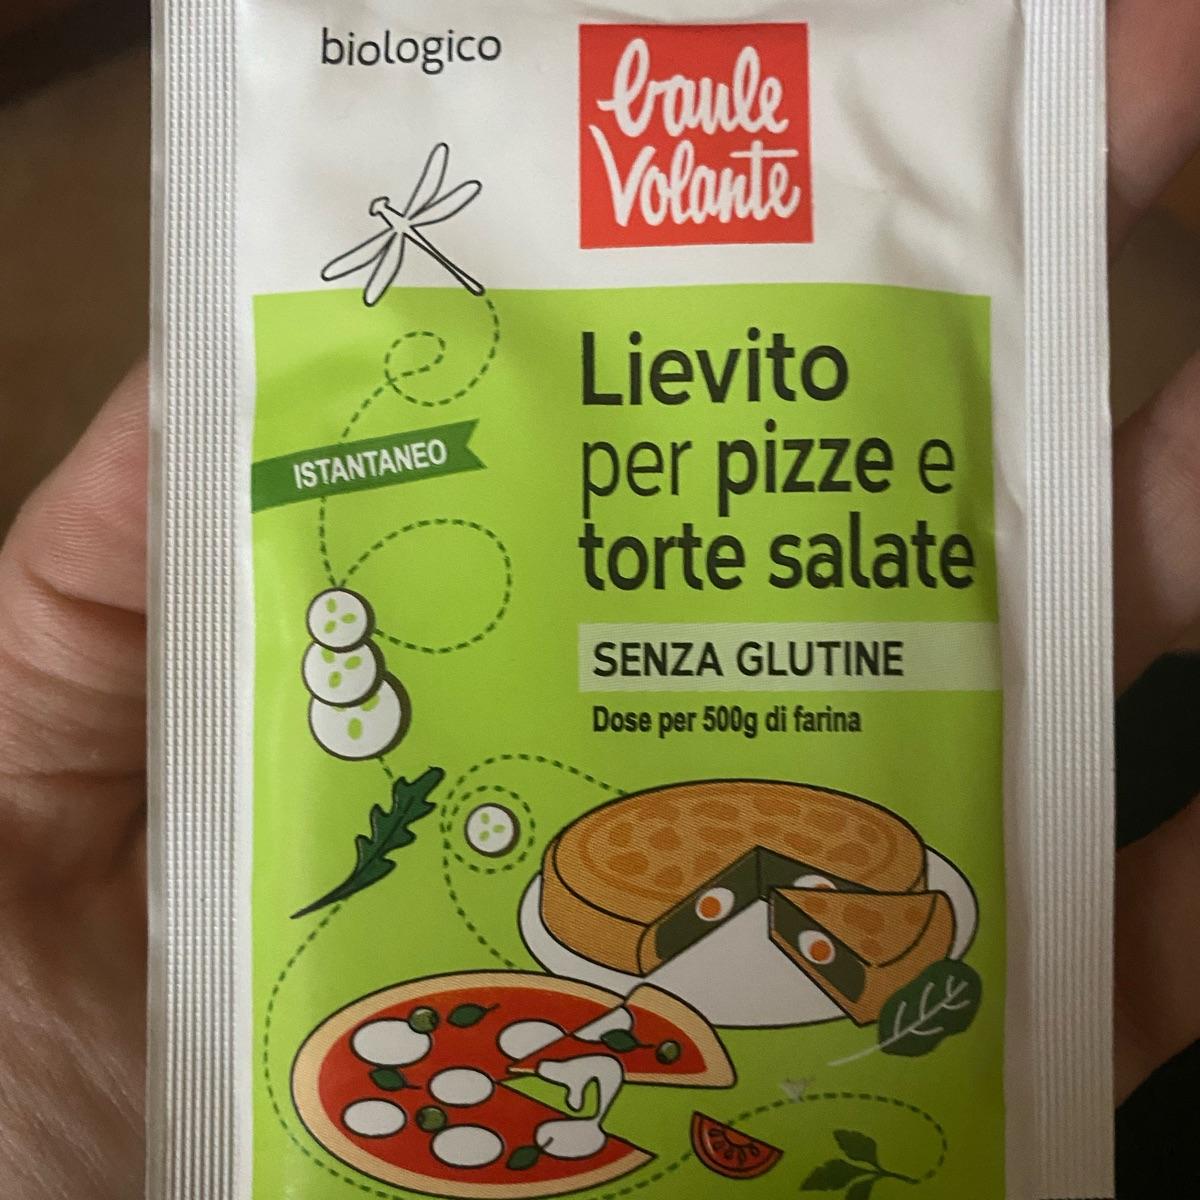 biologico
baule
volante
Lievito
per pizze e
torte salate
ISTANTANEO
SENZA GLUTINE
Dose per 500g di farina